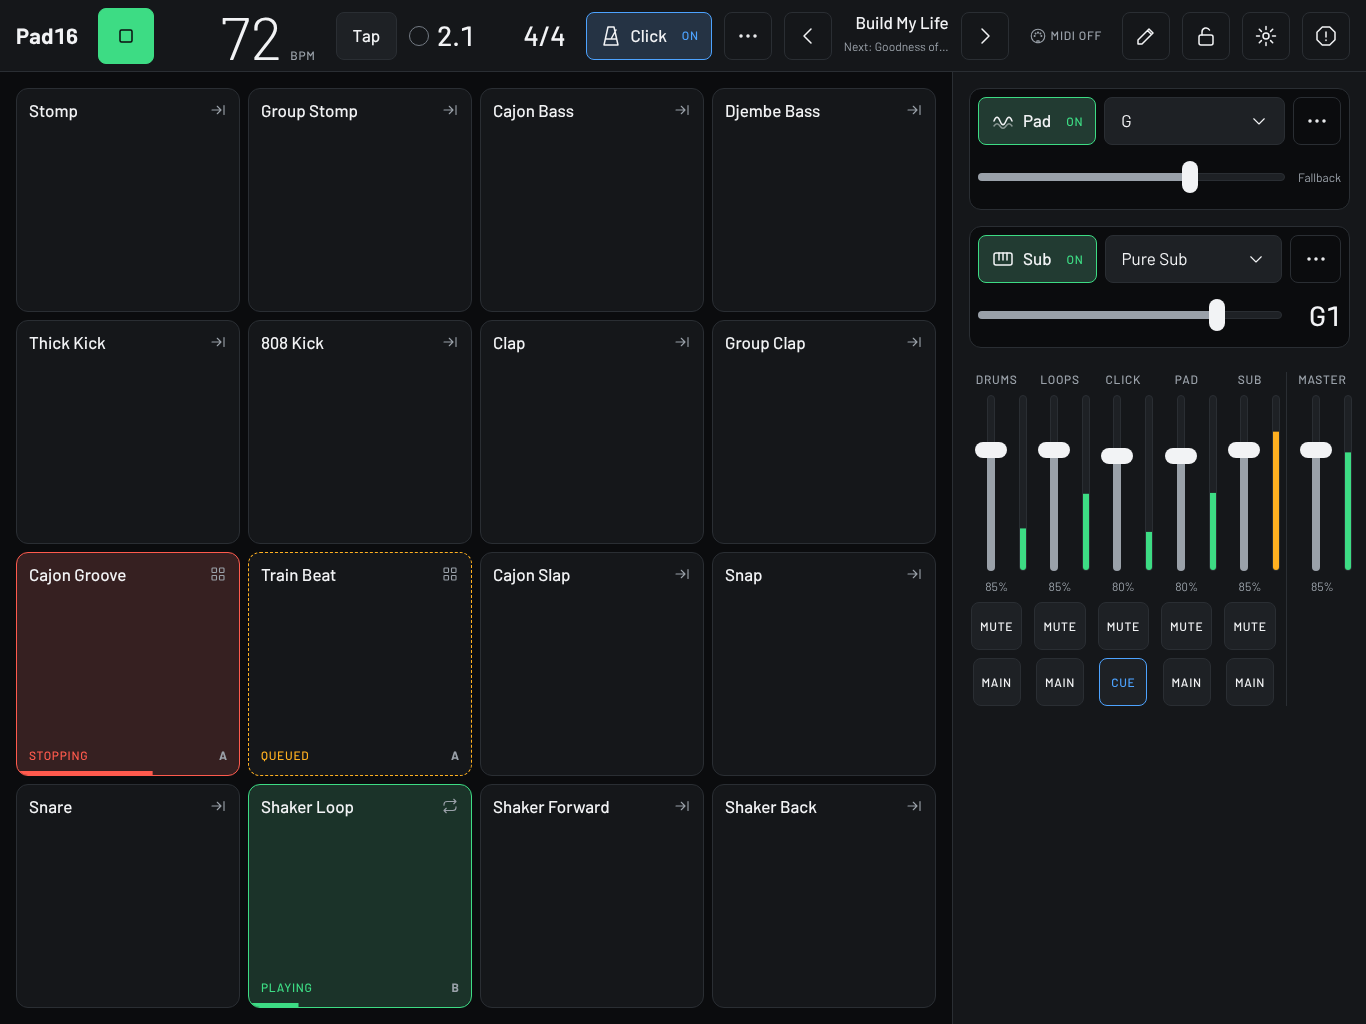 Pad16
72 BPM
Tap
2.1
4/4
Click ON
Build My Life
Next: Goodness of...
MIDI OFF
Stomp
Group Stomp
Cajon Bass
Djembe Bass
Thick Kick
808 Kick
Clap
Group Clap
Cajon Groove
STOPPING A
Train Beat
QUEUED A
Cajon Slap
Snap
Snare
Shaker Loop
PLAYING B
Shaker Forward
Shaker Back
Pad ON
G
Fallback
Sub ON
Pure Sub
G1
DRUMS LOOPS CLICK PAD SUB MASTER
85% 85% 80% 80% 85% 85%
MUTE MUTE MUTE MUTE MUTE
MAIN MAIN CUE MAIN MAIN